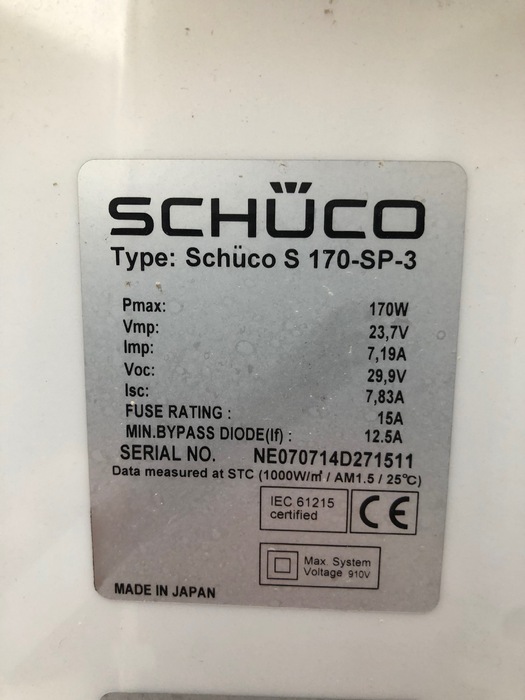 SCHÜCO
Type: Schüco S 170-SP-3
Pmax: 170W
Vmp: 23,7V
Imp: 7,19A
Voc: 29,9V
Isc: 7,83A
FUSE RATING : 15A
MIN.BYPASS DIODE(If) : 12.5A
SERIAL NO. NE070714D271511
Data measured at STC (1000W/㎡ / AM1.5 / 25℃)
IEC 61215
certified
CE
Max. System
Voltage 910V
MADE IN JAPAN